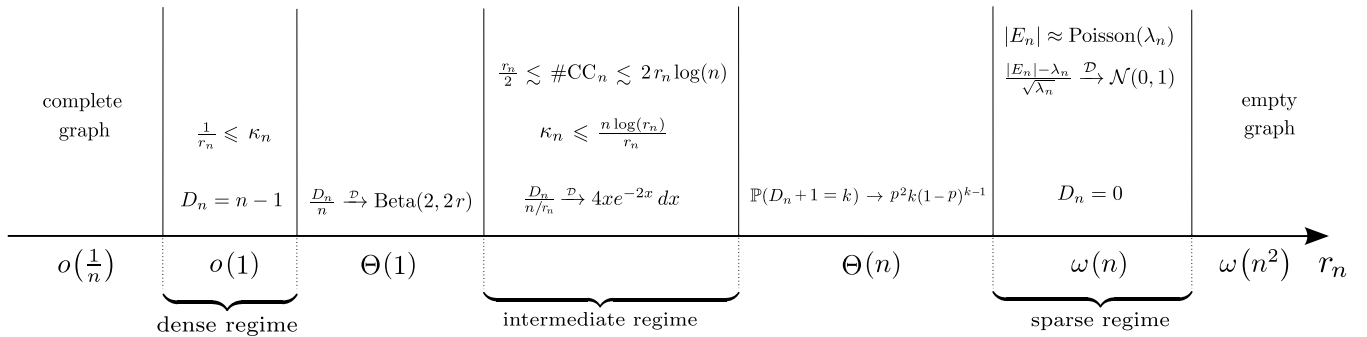 complete
graph
1/r_n ⩽ κ_n
D_n = n − 1
D_n/n →^𝒟 Beta(2, 2r)
r_n/2 ≲ #CC_n ≲ 2 r_n log(n)
κ_n ⩽ n log(r_n)/r_n
D_n/(n/r_n) →^𝒟 4xe^{−2x} dx
ℙ(D_n + 1 = k) → p^2 k(1 − p)^{k−1}
|E_n| ≈ Poisson(λ_n)
(|E_n|−λ_n)/√λ_n →^𝒟 𝒩(0, 1)
D_n = 0
empty
graph
o(1/n)
o(1)
Θ(1)
Θ(n)
ω(n)
ω(n^2)
r_n
dense regime
intermediate regime
sparse regime